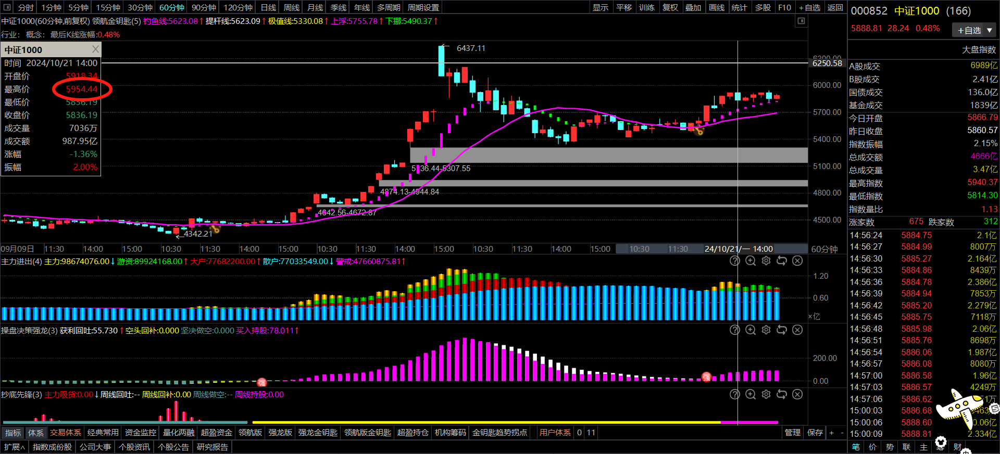 分时 1分钟 5分钟 15分钟 30分钟 60分钟 90分钟 120分钟 日线 周线 月线 季线 年线 多周期 周期设置 显示 平移 训练 复权 叠加 画线 统计 多股 F10 +自选 返回
000852 中证1000 (166)
5888.81 28.24 0.48% +自选 ▼
中证1000(60分钟,前复权) 领航金钥匙(5) 钓鱼线:5623.08↑ 提杆线:5623.09↑ 极值线:5330.08↑ 上浮:5755.78↑ 下挪:5490.37↑
行业: 概念: 最后K线涨幅:0.48%
中证1000 X
时间 2024/10/21 14:00
开盘价 5918.34
最高价 5954.44
最低价 5836.19
收盘价 5836.19
成交量 7036万
成交额 987.95亿
涨幅 -1.36%
振幅 2.00%
6437.11
5136.44-5307.55
4874.13-4944.84
4642.56-4672.87
4342.21
6200.00
6250.58
6000.00
5700.00
5400.00
5100.00
4800.00
4500.00
09月09日 11:30 14:00 15:00 10:30 11:30 14:00 15:00 10:30 11:30 14:00 15:00 10:30 11:30 14:00 15:00 10:30 11:30 24/10/21/一 14:00 60分钟
主力进出(4) 主力:98674076.00↓ 游资:89924168.00↑ 大户:77682200.00↑ 散户:77033549.00↓ 警戒:47660875.81↑
1.20
0.60
×亿
操盘决策强龙(3) 获利回吐:55.730↑ 空头回补:0.000 坚决做空:0.000 买入持股:78.011↑
200.00
0.00
强
强
抄底先锋(3) 主力吸货:0.00↓ 周线回吐:-- 周线回补:0.00 周线做空:-- 周线持股:0.00
指标 体系 交易体系 经典常用 资金监控 量化两融 超盈资金 领航版 强龙版 强龙金钥匙 领航版金钥匙 超盈持仓 机构筹码 金钥匙趋势拐点 用户体系 0 11 管理 保存 + -
扩展∧ 指数成份股 公司大事 个股资讯 个股公告 研究报告
大盘指数
A股成交 6989亿
B股成交 2.41亿
国债成交 136.0亿
基金成交 1839亿
今日开盘 5866.79
昨日收盘 5860.57
指数振幅 2.15%
总成交额 4666亿
总成交量 3.47亿
最高指数 5940.37
最低指数 5814.30
指数量比 1.13
涨家数 675 跌家数 312
14:56:24 5884.75 2.1亿
14:56:27 5884.99 8007万
14:56:30 5885.27 2.164亿
14:56:33 5884.86 8439万
14:56:36 5884.78 2.386亿
14:56:39 5884.94 7853万
14:56:42 5885.20 2.279亿
14:56:45 5885.75 7118万
14:56:48 5885.98 2.06亿
14:56:51 5885.76 8698万
14:56:54 5886.06 1.987亿
14:56:57 5886.08 8080万
14:57:00 5886.58 1.96亿
14:57:03 5886.57 4249万
14:57:06 5886.62
15:00:03 5886.68
15:00:06 5888.60
15:00:09 5888.81 2.334亿
笔 价 势 联 主 筹 财